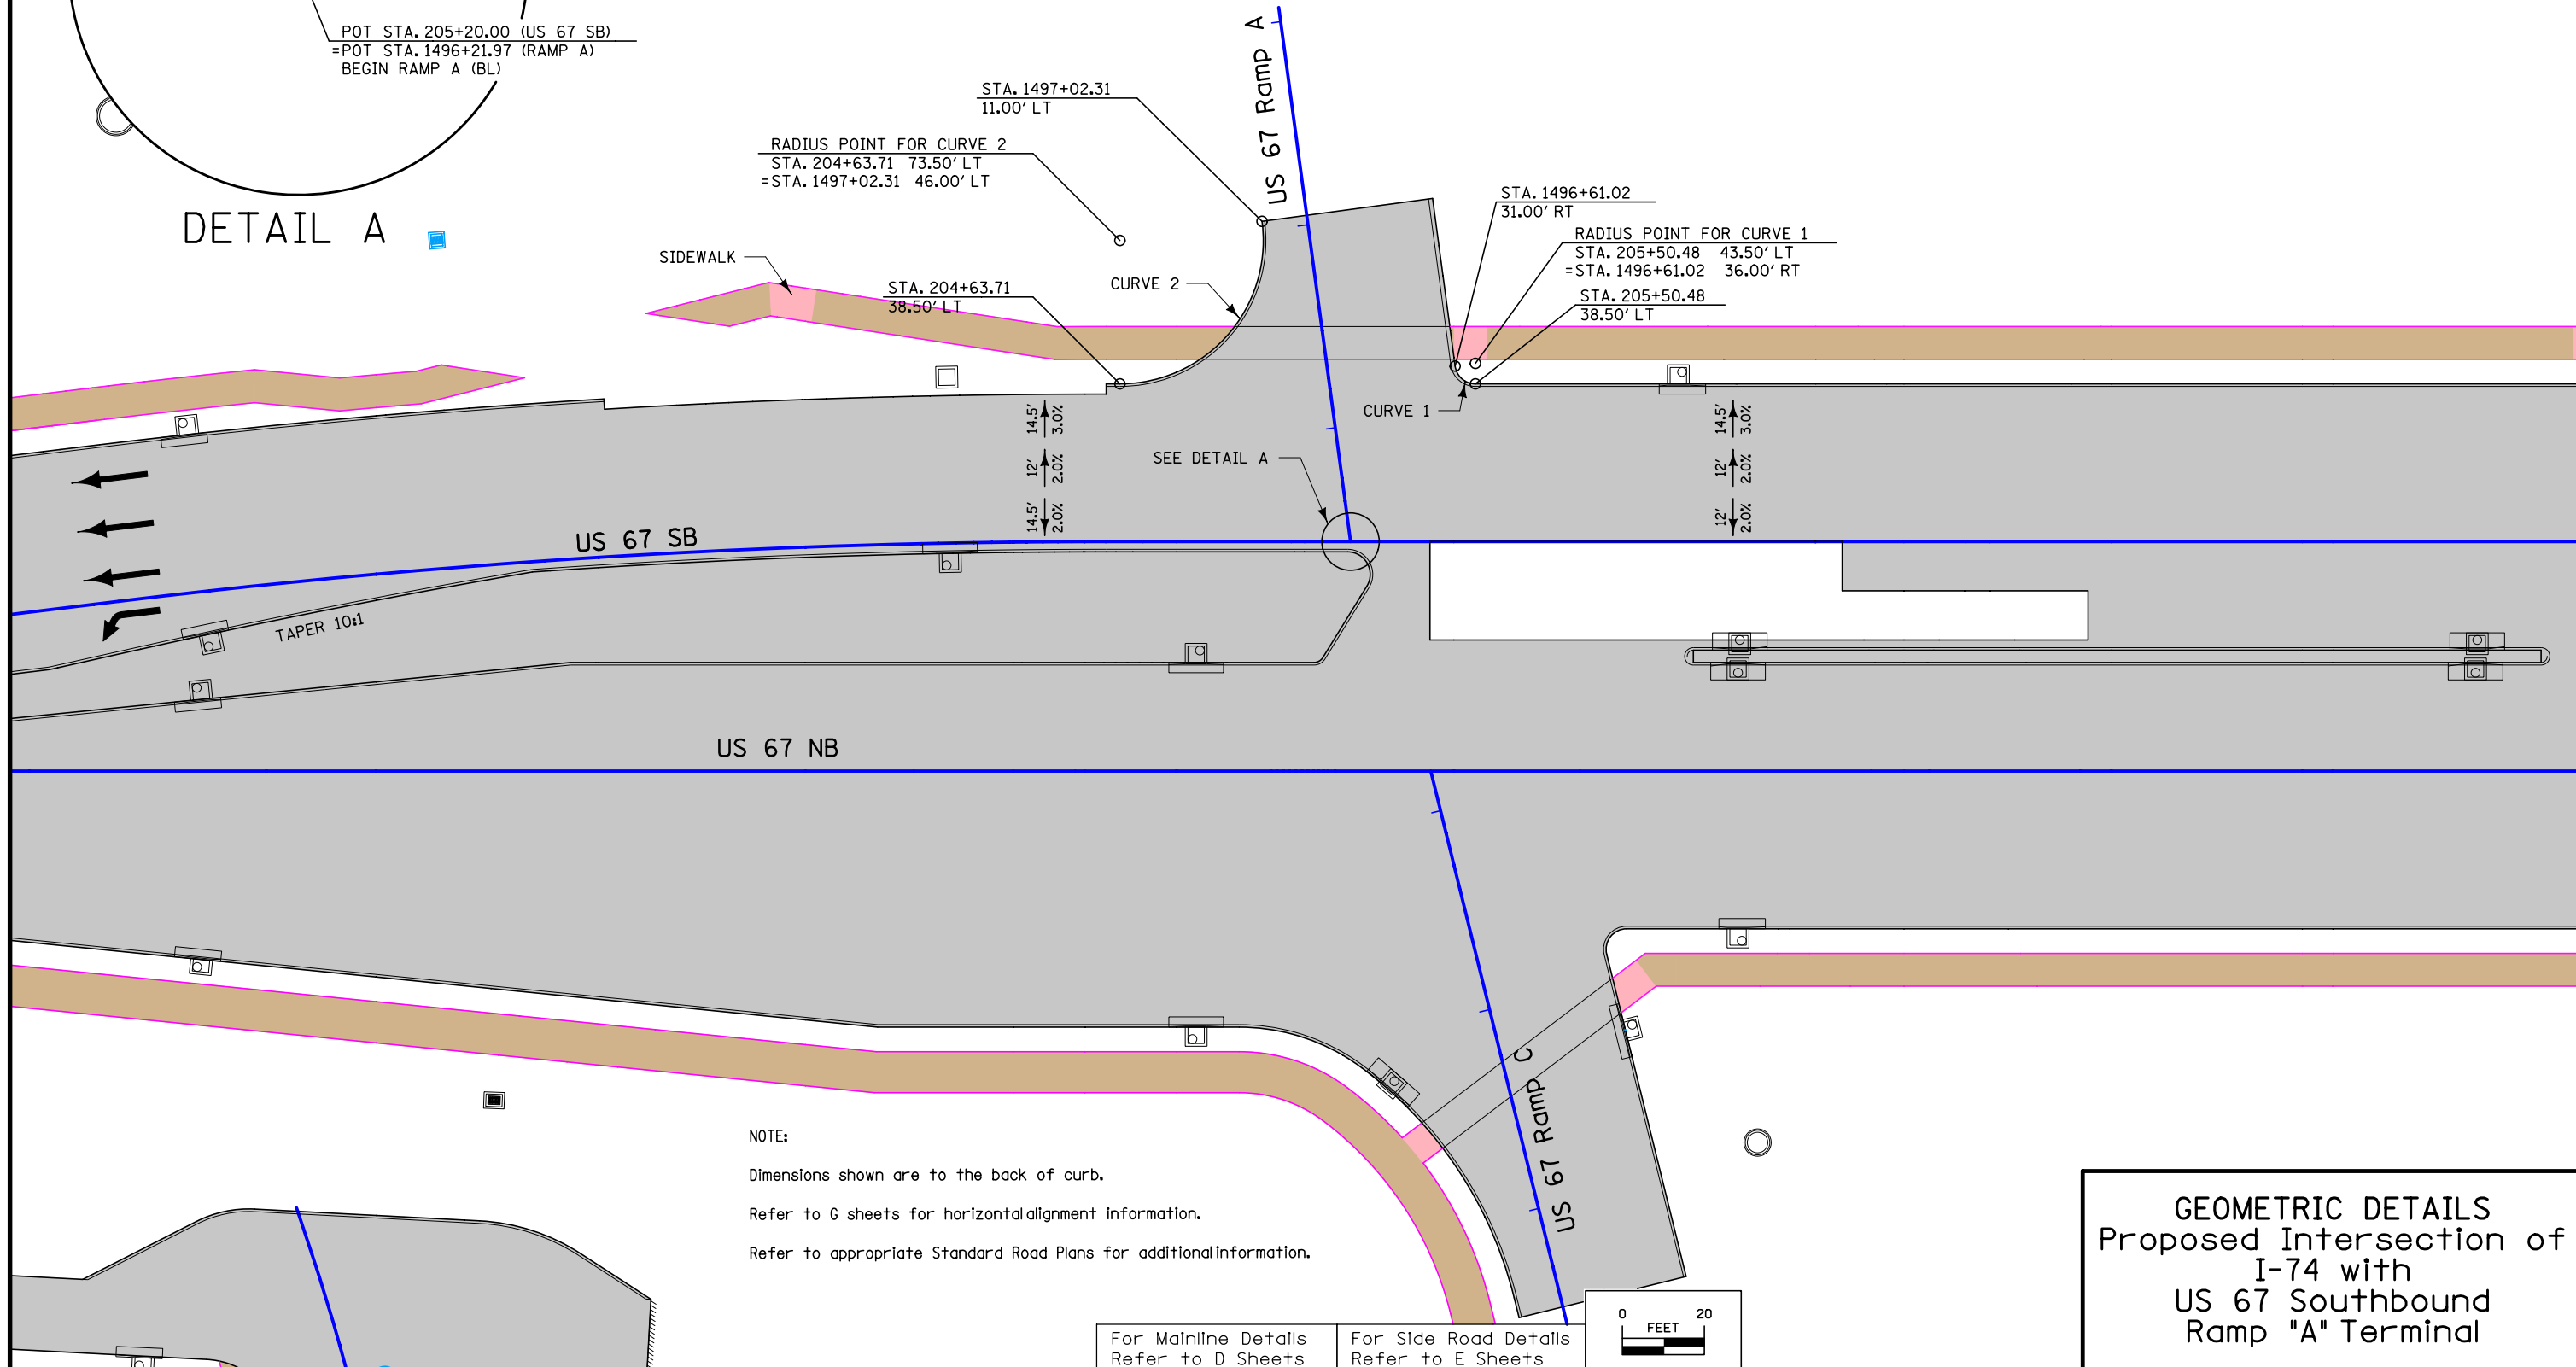 POT STA. 205+20.00 (US 67 SB)
=POT STA. 1496+21.97 (RAMP A)
BEGIN RAMP A (BL)
DETAIL A
STA. 1497+02.31
11.00' LT
RADIUS POINT FOR CURVE 2
STA. 204+63.71 73.50' LT
=STA. 1497+02.31 46.00' LT
US 67 Ramp A
STA. 1496+61.02
31.00' RT
RADIUS POINT FOR CURVE 1
STA. 205+50.48 43.50' LT
=STA. 1496+61.02 36.00' RT
SIDEWALK
CURVE 2
STA. 204+63.71
38.50' LT
STA. 205+50.48
38.50' LT
CURVE 1
14.5' 3.0%
12' 2.0%
14.5' 2.0%
14.5' 3.0%
12' 2.0%
12' 2.0%
SEE DETAIL A
US 67 SB
TAPER 10:1
US 67 NB
US 67 Ramp C
NOTE:
Dimensions shown are to the back of curb.
Refer to G sheets for horizontal alignment information.
Refer to appropriate Standard Road Plans for additional information.
For Mainline Details
Refer to D Sheets
For Side Road Details
Refer to E Sheets
0 20
FEET
GEOMETRIC DETAILS
Proposed Intersection of
I-74 with
US 67 Southbound
Ramp "A" Terminal